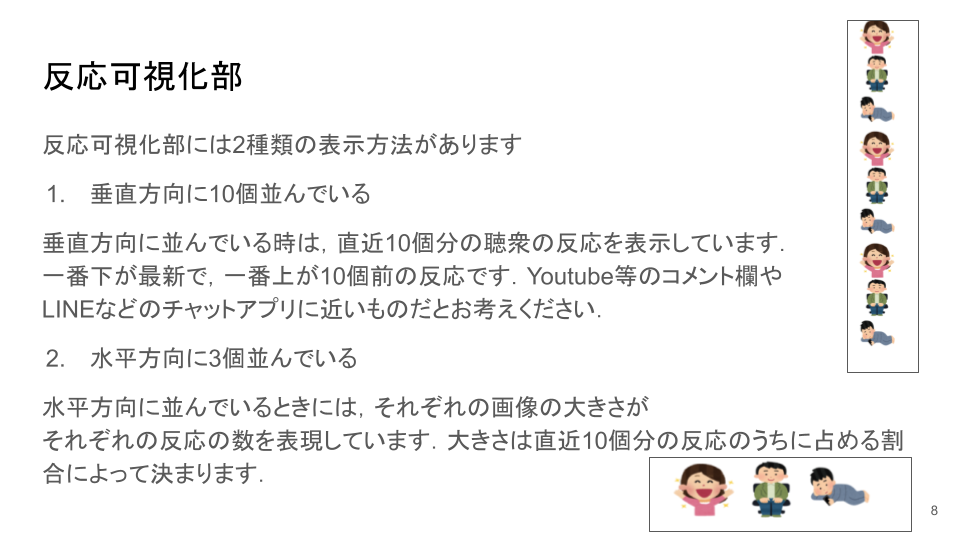 反応可視化部
反応可視化部には2種類の表示方法があります
1. 垂直方向に10個並んでいる
垂直方向に並んでいる時は，直近10個分の聴衆の反応を表示しています．
一番下が最新で，一番上が10個前の反応です．Youtube等のコメント欄や
LINEなどのチャットアプリに近いものだとお考えください．
2. 水平方向に3個並んでいる
水平方向に並んでいるときには，それぞれの画像の大きさが
それぞれの反応の数を表現しています．大きさは直近10個分の反応のうちに占める割
合によって決まります．
8